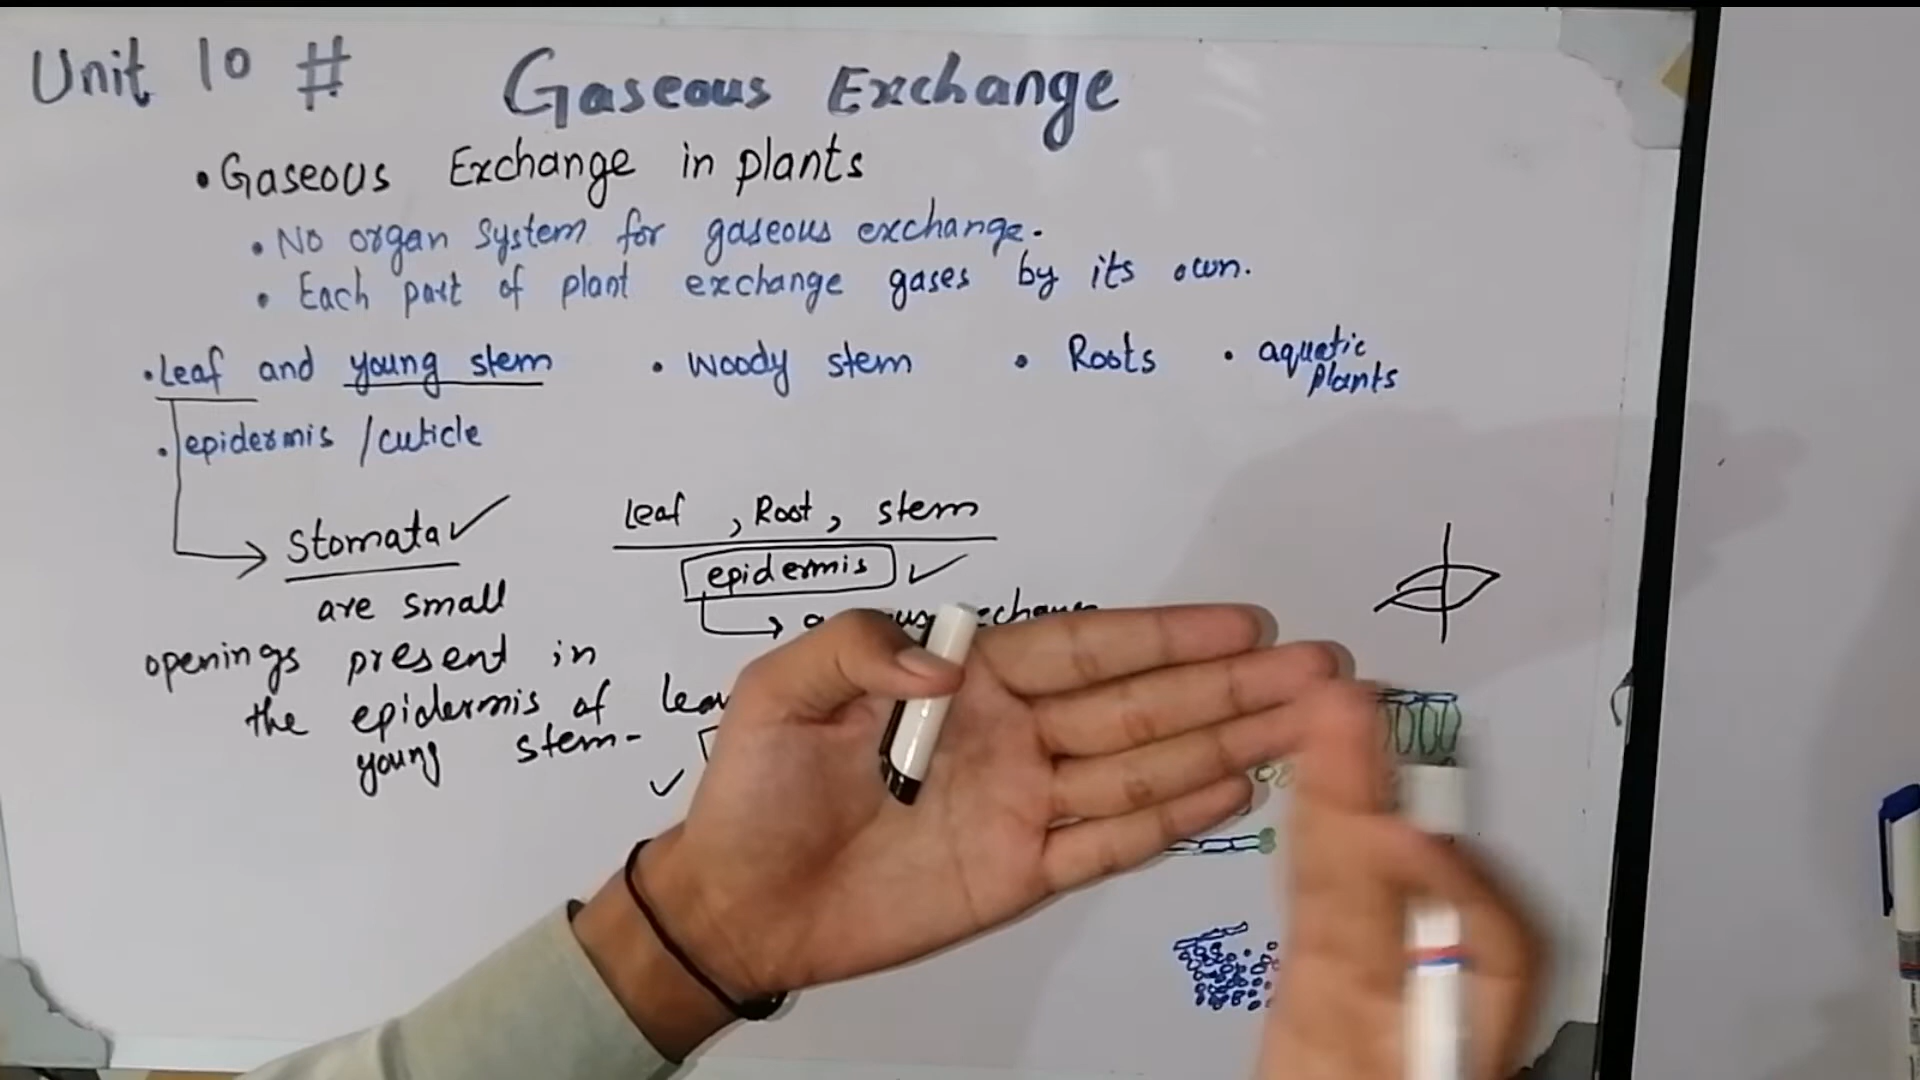 Unit 10 # Gaseous Exchange
• Gaseous Exchange in plants
• No organ system for gaseous exchange.
• Each part of plant exchange gases by its own.
• Leaf and young stem • Woody stem • Roots • aquatic plants
• epidermis / cuticle
Stomata ✓
are small
openings present in
the epidermis of
young stem-
Leaf, Root, stem
epidermis ✓